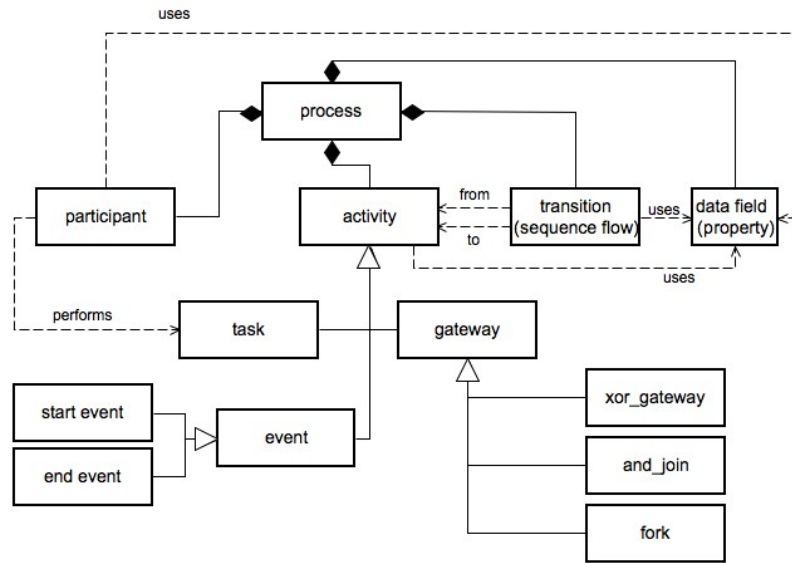 uses
process
participant
activity
from
to
transition
(sequence flow)
uses
data field
(property)
uses
performs
task
gateway
start event
end event
event
xor_gateway
and_join
fork